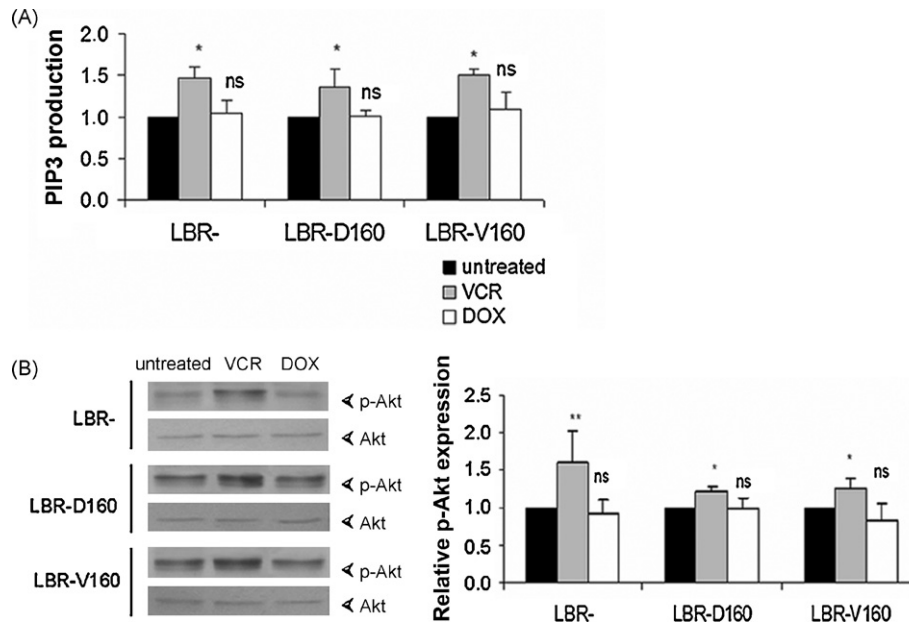 (A)
PIP3 production
2.0
1.5
1.0
0.5
0.0
*
ns
*
ns
*
ns
LBR-
LBR-D160
LBR-V160
untreated
VCR
DOX
(B)
untreated VCR DOX
LBR-
p-Akt
Akt
LBR-D160
p-Akt
Akt
LBR-V160
p-Akt
Akt
Relative p-Akt expression
2.5
2.0
1.5
1.0
0.5
0.0
**
ns
*
ns
*
ns
LBR-
LBR-D160
LBR-V160